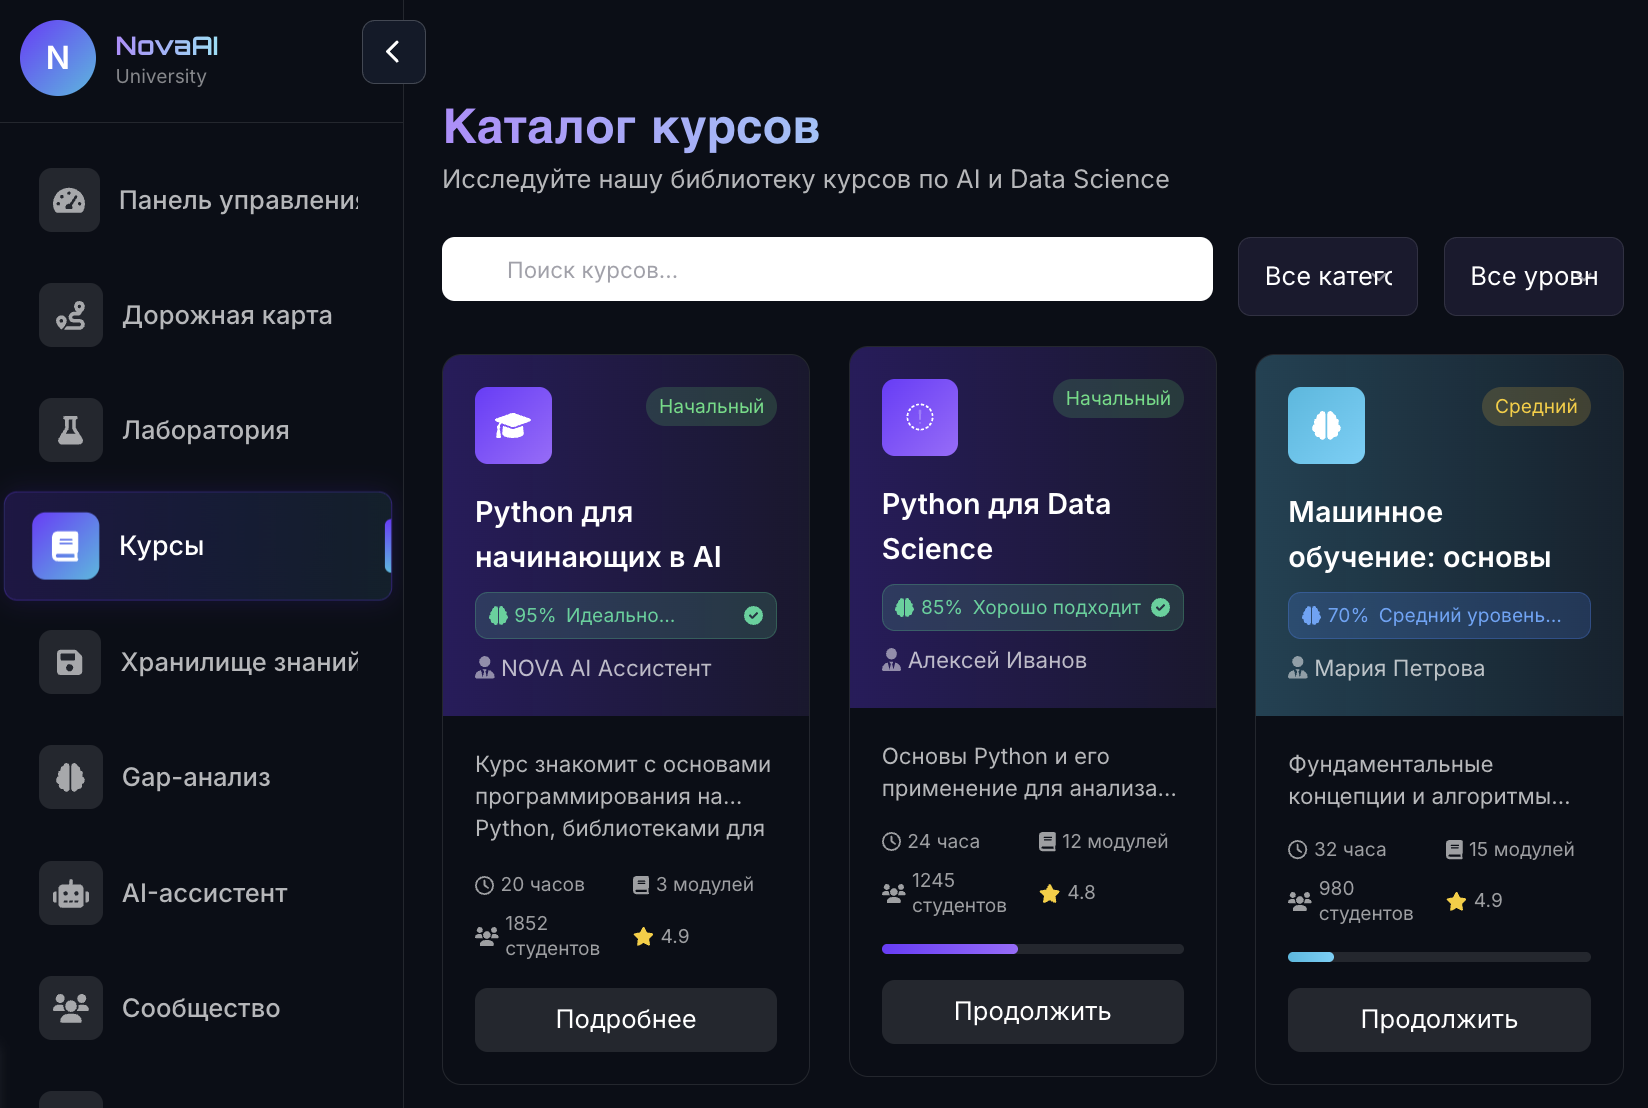 N
NovaAI
University
Панель управления
Дорожная карта
Лаборатория
Курсы
Хранилище знаний
Gap-анализ
AI-ассистент
Сообщество
Каталог курсов
Исследуйте нашу библиотеку курсов по AI и Data Science
Поиск курсов...
Все катего
Все уровн
Начальный
Python для
начинающих в AI
95% Идеально...
NOVA AI Ассистент
Курс знакомит с основами
программирования на...
Python, библиотеками для
20 часов
3 модулей
1852
студентов
4.9
Подробнее
Начальный
Python для Data
Science
85% Хорошо подходит
Алексей Иванов
Основы Python и его
применение для анализа...
24 часа
12 модулей
1245
студентов
4.8
Продолжить
Средний
Машинное
обучение: основы
70% Средний уровень...
Мария Петрова
Фундаментальные
концепции и алгоритмы...
32 часа
15 модулей
980
студентов
4.9
Продолжить